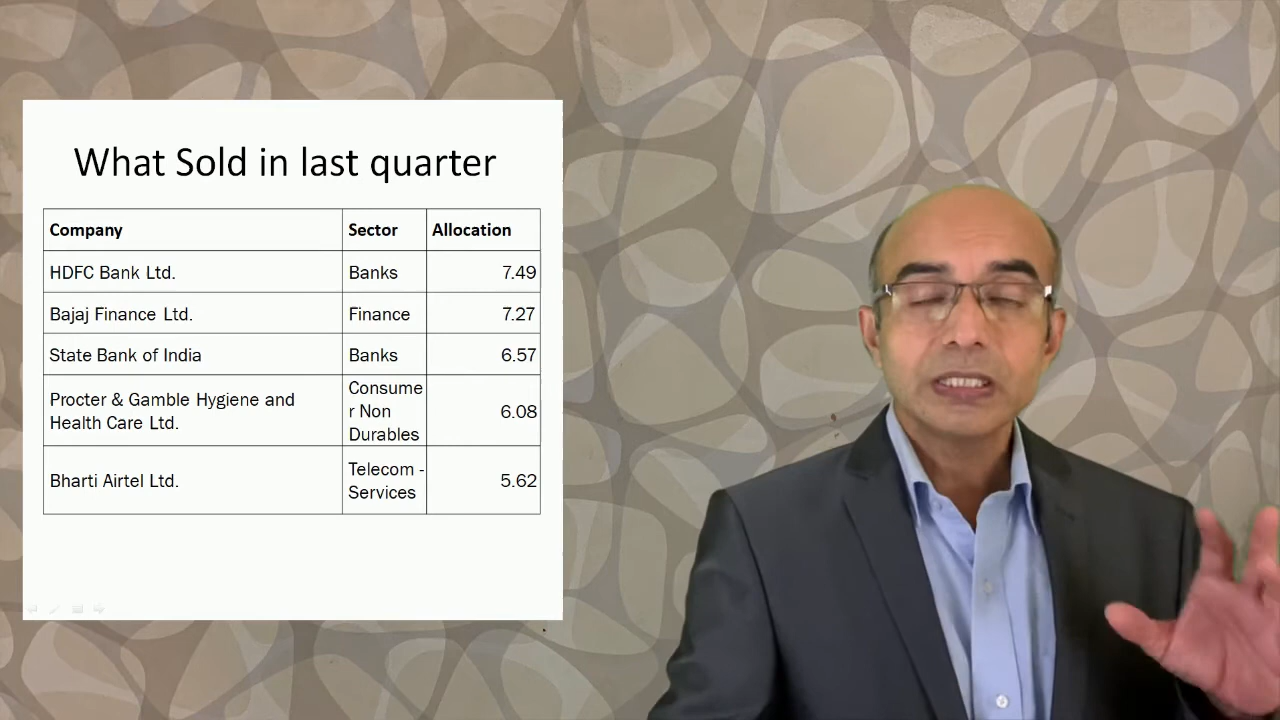 What Sold in last quarter
Company Sector Allocation
HDFC Bank Ltd. Banks 7.49
Bajaj Finance Ltd. Finance 7.27
State Bank of India Banks 6.57
Procter & Gamble Hygiene and
Health Care Ltd.
Consume
r Non
Durables
6.08
Bharti Airtel Ltd.
Telecom -
Services
5.62